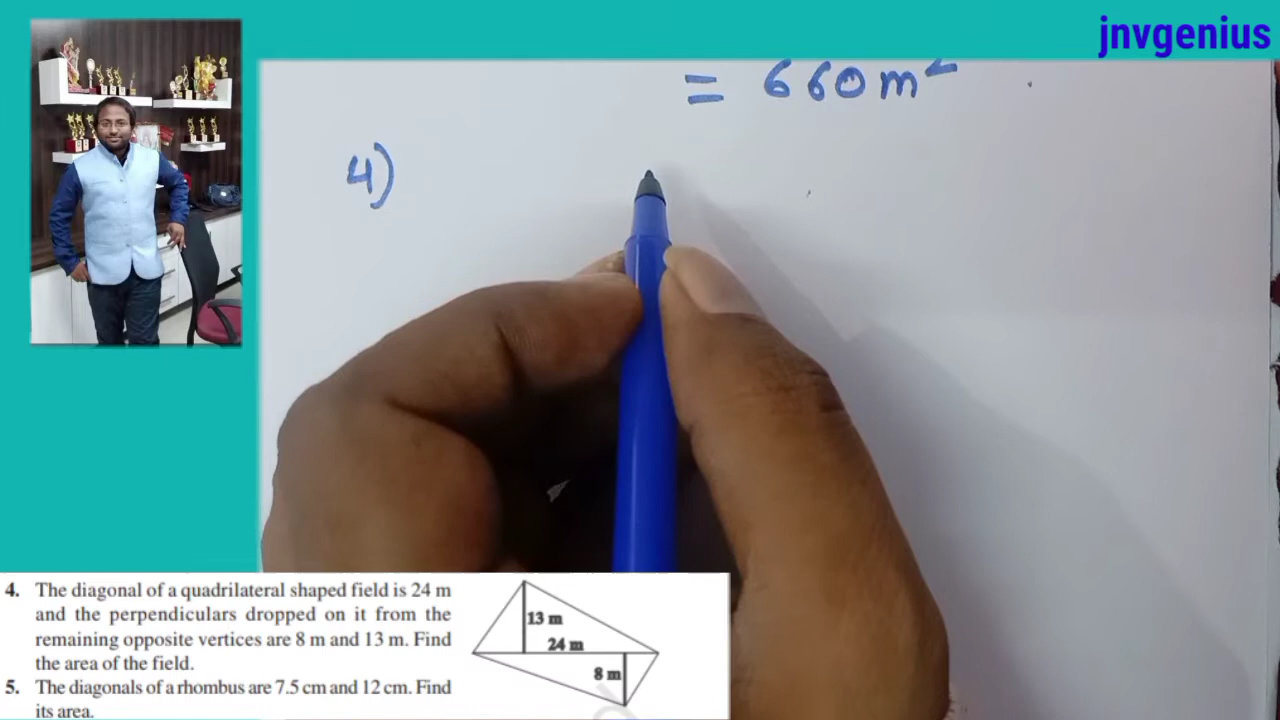 jnvgenius
= 660 m²
4)
4. The diagonal of a quadrilateral shaped field is 24 m
and the perpendiculars dropped on it from the
remaining opposite vertices are 8 m and 13 m. Find
the area of the field.
13 m
24 m
8 m
5. The diagonals of a rhombus are 7.5 cm and 12 cm. Find
its area.